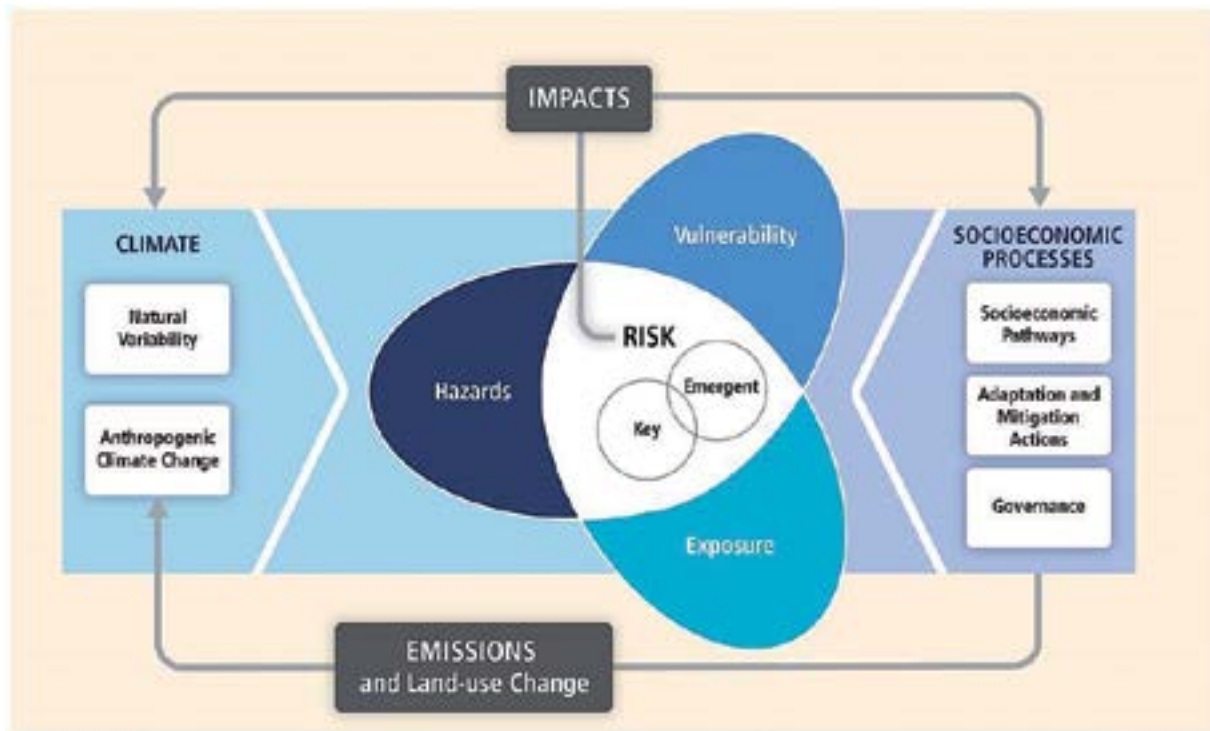 IMPACTS
CLIMATE
Natural
Variability
Anthropogenic
Climate Change
Vulnerability
Hazards
RISK
Emergent
Key
Exposure
SOCIOECONOMIC
PROCESSES
Socioeconomic
Pathways
Adaptation and
Mitigation
Actions
Governance
EMISSIONS
and Land-use Change